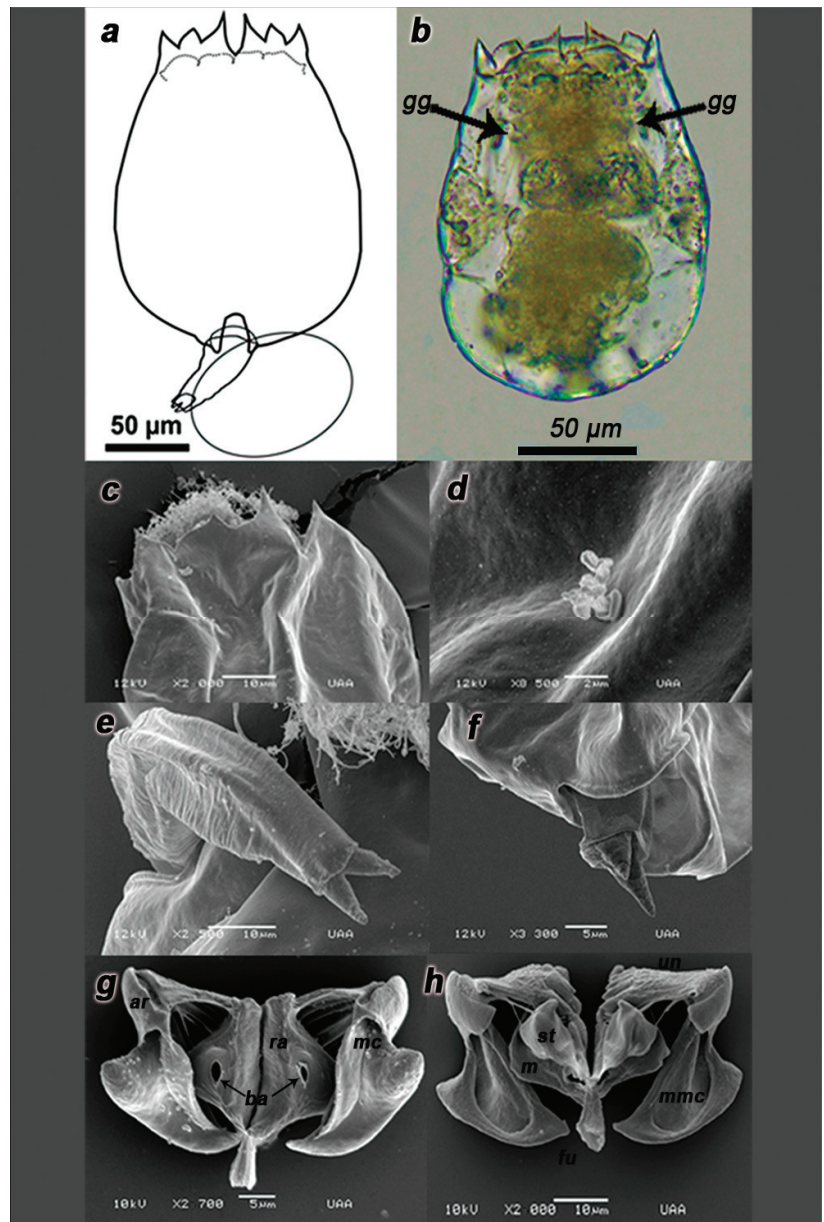 a
b
gg
gg
50 µm
50 µm
c
d
12kV X2 000 10µm UAA
12kV X8 500 2µm UAA
e
f
12kV X2 500 10µm UAA
12kV X3 300 5µm UAA
g
h
un
ar
ra
mc
st
m
ba
mmc
fu
10kV X2 700 5µm UAA
10kV X2 000 10µm UAA